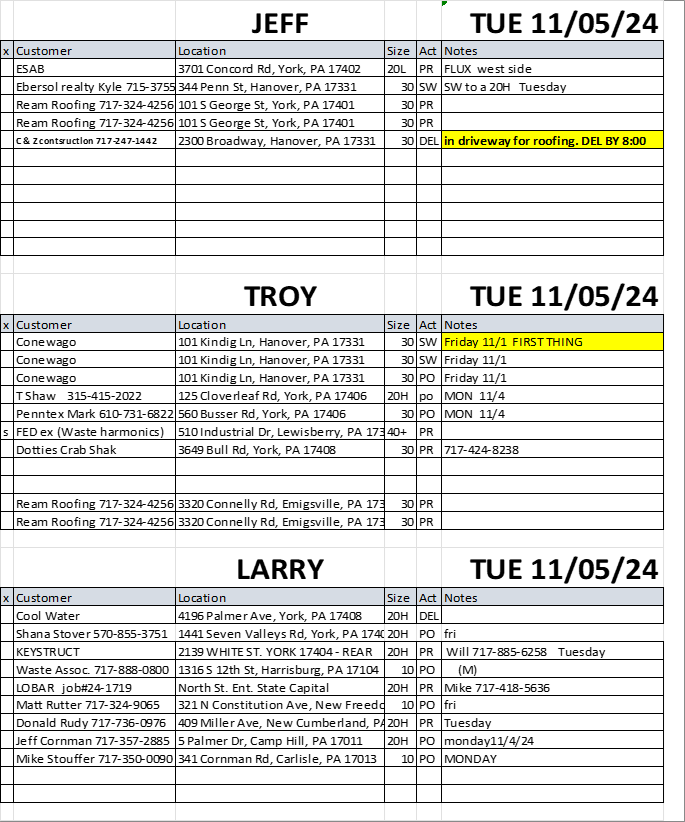 JEFF TUE 11/05/24
x Customer Location Size Act Notes
ESAB 3701 Concord Rd, York, PA 17402 20L PR FLUX west side
Ebersol realty Kyle 715-3755 344 Penn St, Hanover, PA 17331 30 SW SW to a 20H Tuesday
Ream Roofing 717-324-4256 101 S George St, York, PA 17401 30 PR
Ream Roofing 717-324-4256 101 S George St, York, PA 17401 30 PR
C & Z contsruction 717-247-1442 2300 Broadway, Hanover, PA 17331 30 DEL in driveway for roofing. DEL BY 8:00
TROY TUE 11/05/24
x Customer Location Size Act Notes
Conewago 101 Kindig Ln, Hanover, PA 17331 30 SW Friday 11/1 FIRST THING
Conewago 101 Kindig Ln, Hanover, PA 17331 30 SW Friday 11/1
Conewago 101 Kindig Ln, Hanover, PA 17331 30 PO Friday 11/1
T Shaw 315-415-2022 125 Cloverleaf Rd, York, PA 17406 20H po MON 11/4
Penntex Mark 610-731-6822 560 Busser Rd, York, PA 17406 30 PO MON 11/4
s FED ex (Waste harmonics) 510 Industrial Dr, Lewisberry, PA 173 40+ PR
Dotties Crab Shak 3649 Bull Rd, York, PA 17408 30 PR 717-424-8238
Ream Roofing 717-324-4256 3320 Connelly Rd, Emigsville, PA 173 30 PR
Ream Roofing 717-324-4256 3320 Connelly Rd, Emigsville, PA 173 30 PR
LARRY TUE 11/05/24
x Customer Location Size Act Notes
Cool Water 4196 Palmer Ave, York, PA 17408 20H DEL
Shana Stover 570-855-3751 1441 Seven Valleys Rd, York, PA 1740 20H PO fri
KEYSTRUCT 2139 WHITE ST. YORK 17404 - REAR 20H PR Will 717-885-6258 Tuesday
Waste Assoc. 717-888-0800 1316 S 12th St, Harrisburg, PA 17104 10 PO (M)
LOBAR job#24-1719 North St. Ent. State Capital 20H PR Mike 717-418-5636
Matt Rutter 717-324-9065 321 N Constitution Ave, New Freedo 10 PO fri
Donald Rudy 717-736-0976 409 Miller Ave, New Cumberland, PA 20H PR Tuesday
Jeff Cornman 717-357-2885 5 Palmer Dr, Camp Hill, PA 17011 20H PO monday11/4/24
Mike Stouffer 717-350-0090 341 Cornman Rd, Carlisle, PA 17013 10 PO MONDAY